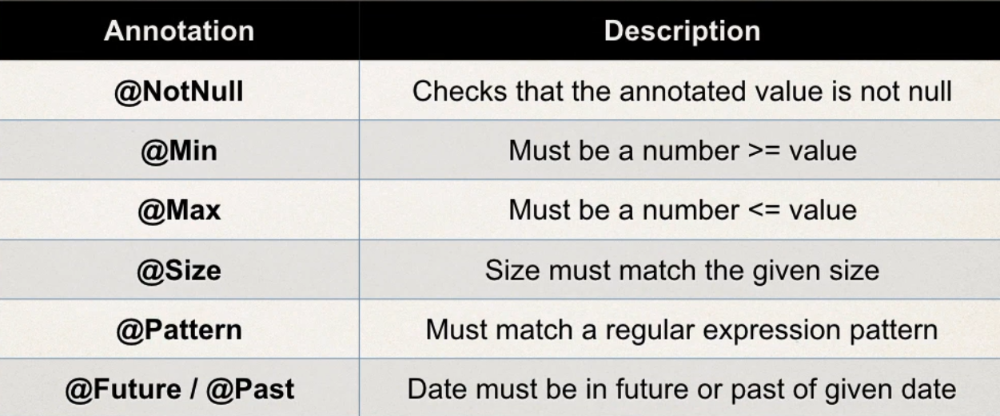 Annotation Description
@NotNull Checks that the annotated value is not null
@Min Must be a number >= value
@Max Must be a number <= value
@Size Size must match the given size
@Pattern Must match a regular expression pattern
@Future / @Past Date must be in future or past of given date